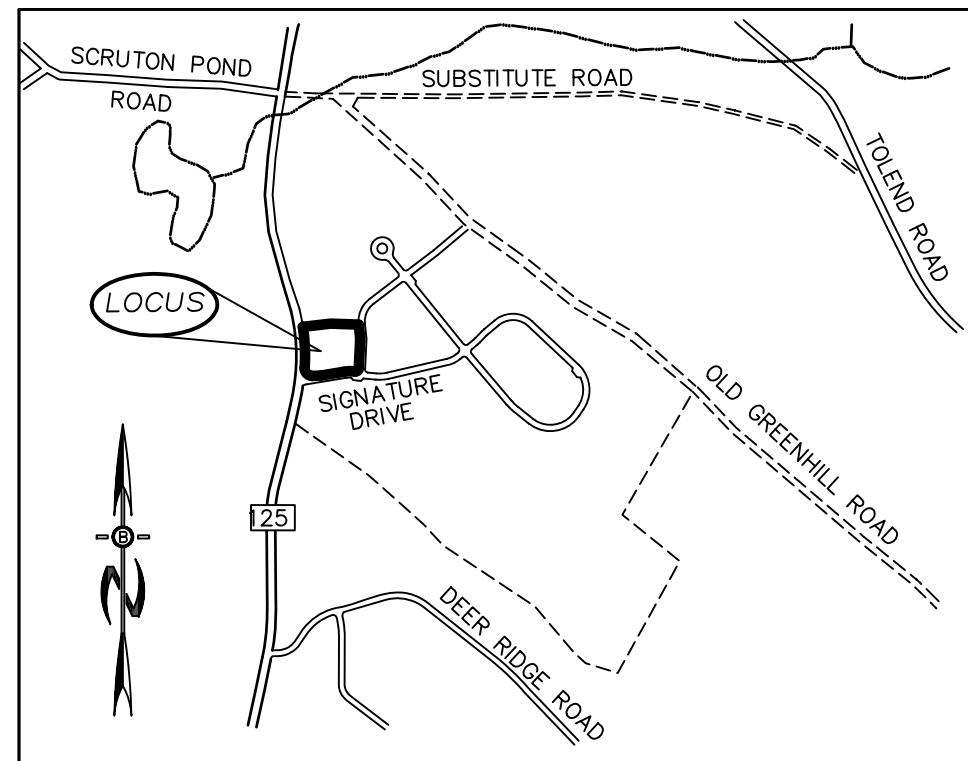 SCRUTON POND
ROAD
SUBSTITUTE ROAD
TOLEND ROAD
LOCUS
SIGNATURE
DRIVE
OLD GREENHILL ROAD
125
B
N
DEER RIDGE ROAD